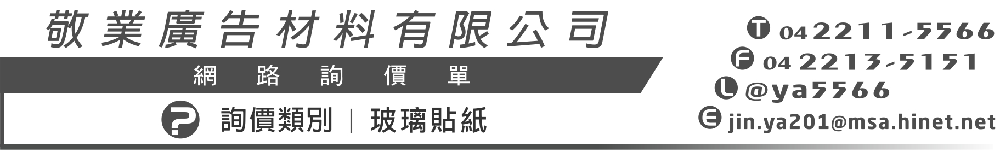 敬業廣告材料有限公司
網路詢價單
? 詢價類別 | 玻璃貼紙
T 04 2211-5566
F 04 2213-5151
L @ya5566
E jin.ya201@msa.hinet.net